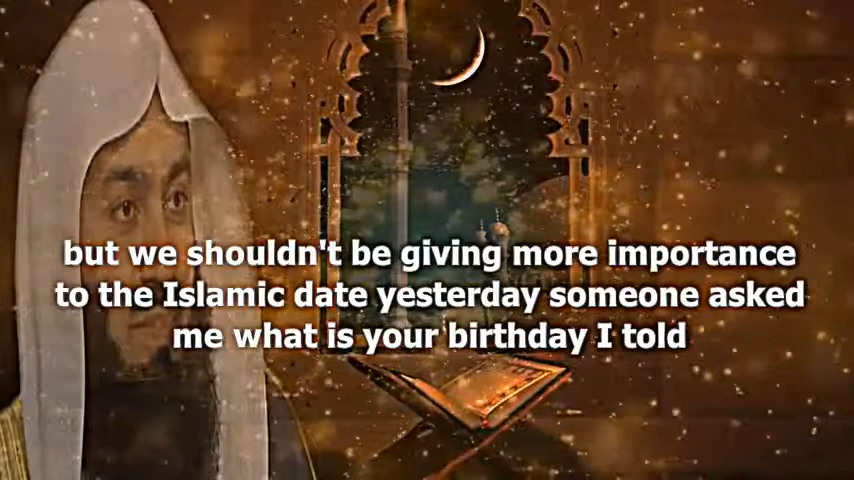 but we shouldn't be giving more importance
to the Islamic date yesterday someone asked
me what is your birthday I told